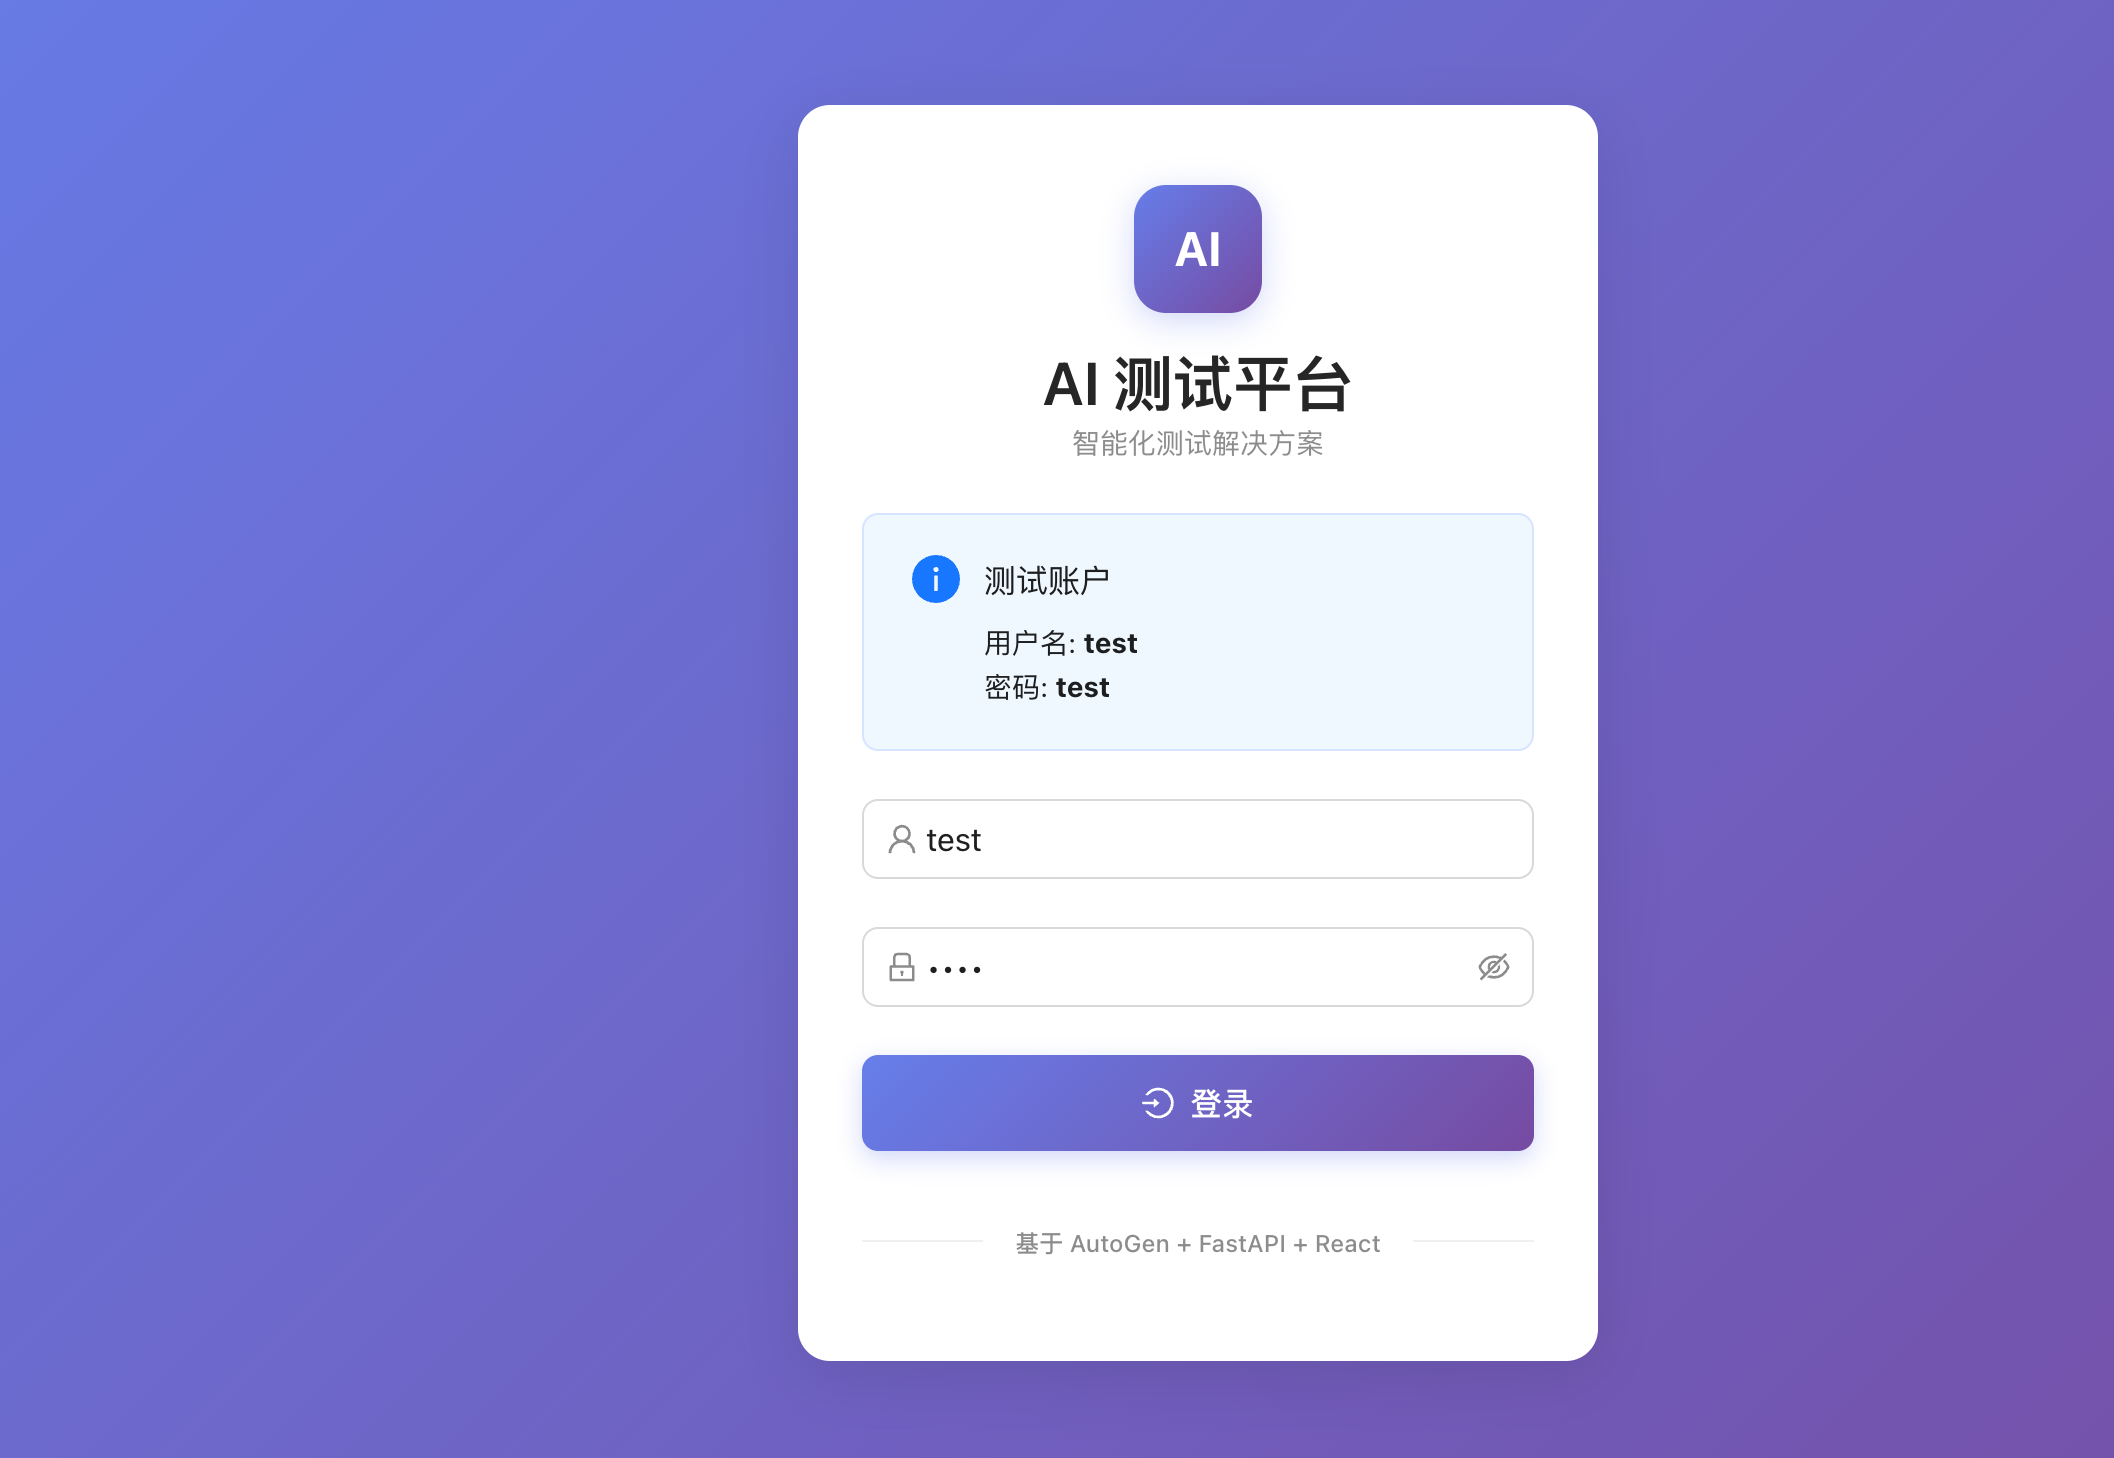 AI
AI 测试平台
智能化测试解决方案
测试账户
用户名: test
密码: test
test
••••
登录
基于 AutoGen + FastAPI + React